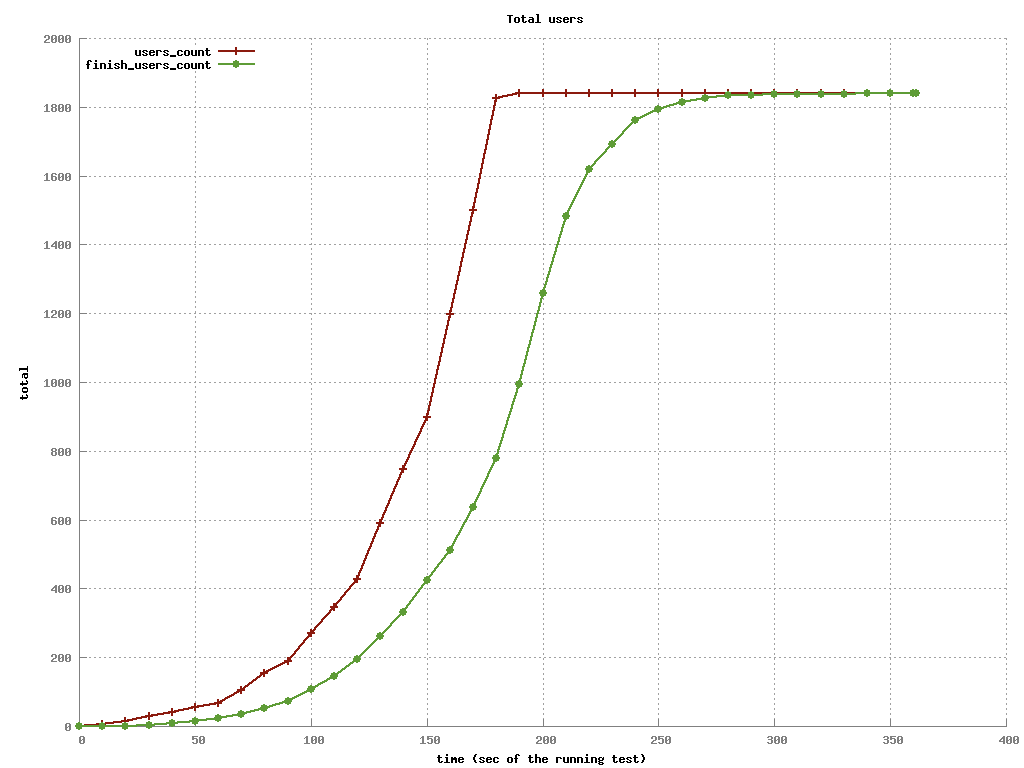 Total users
users_count
finish_users_count
2000
1800
1600
1400
1200
1000
800
600
400
200
0
total
0 50 100 150 200 250 300 350 400
time (sec of the running test)